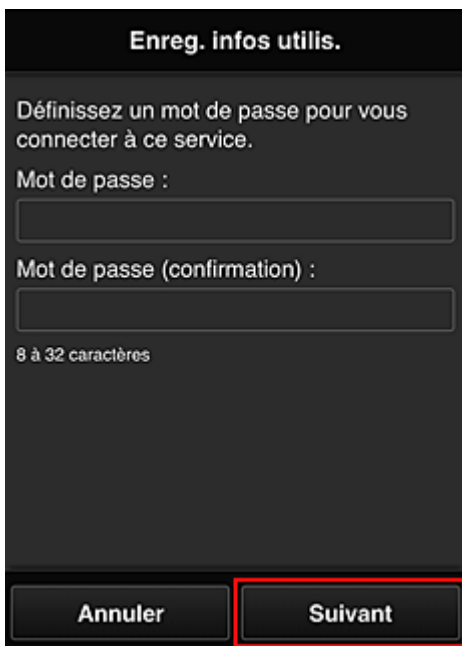 Enreg. infos utilis.
Définissez un mot de passe pour vous
connecter à ce service.
Mot de passe :
Mot de passe (confirmation) :
8 à 32 caractères
Annuler
Suivant